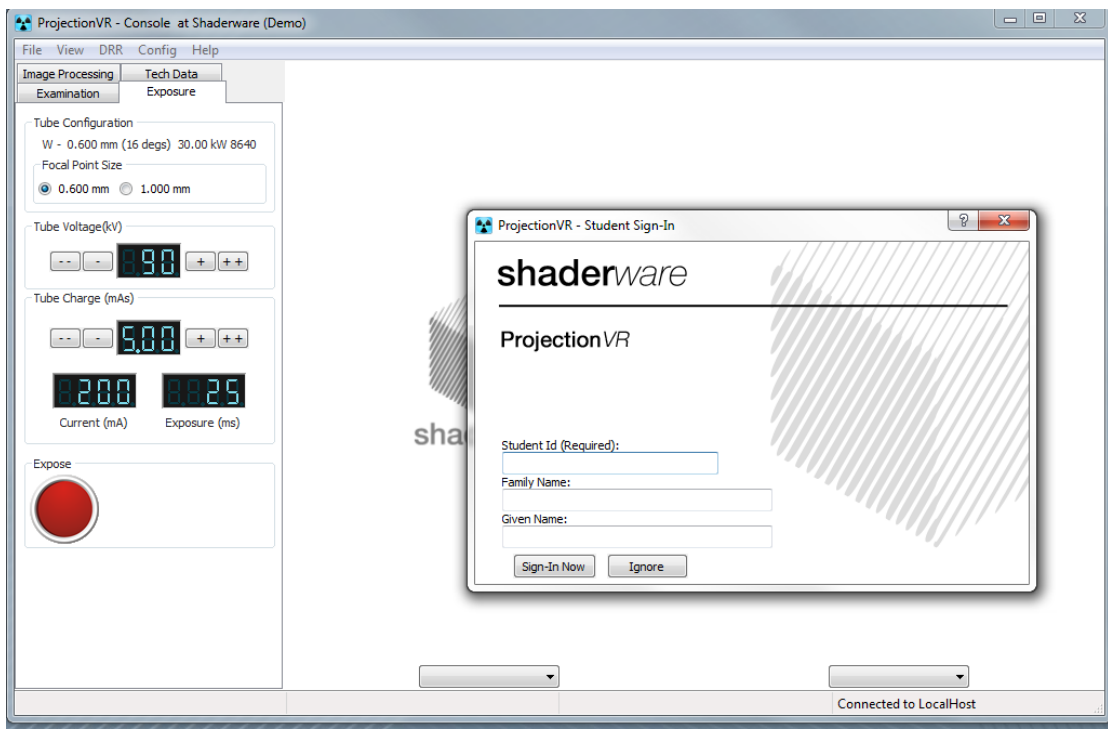 ProjectionVR - Console at Shaderware (Demo)
File View DRR Config Help
Image Processing Tech Data
Examination Exposure
Tube Configuration
W - 0.600 mm (16 degs) 30.00 kW 8640
Focal Point Size
0.600 mm 1.000 mm
Tube Voltage(kV)
-- - 90 + ++
Tube Charge (mAs)
-- - 5.00 + ++
200 25
Current (mA) Exposure (ms)
Expose
sha
ProjectionVR - Student Sign-In
shaderware
ProjectionVR
Student Id (Required):
Family Name:
Given Name:
Sign-In Now Ignore
Connected to LocalHost